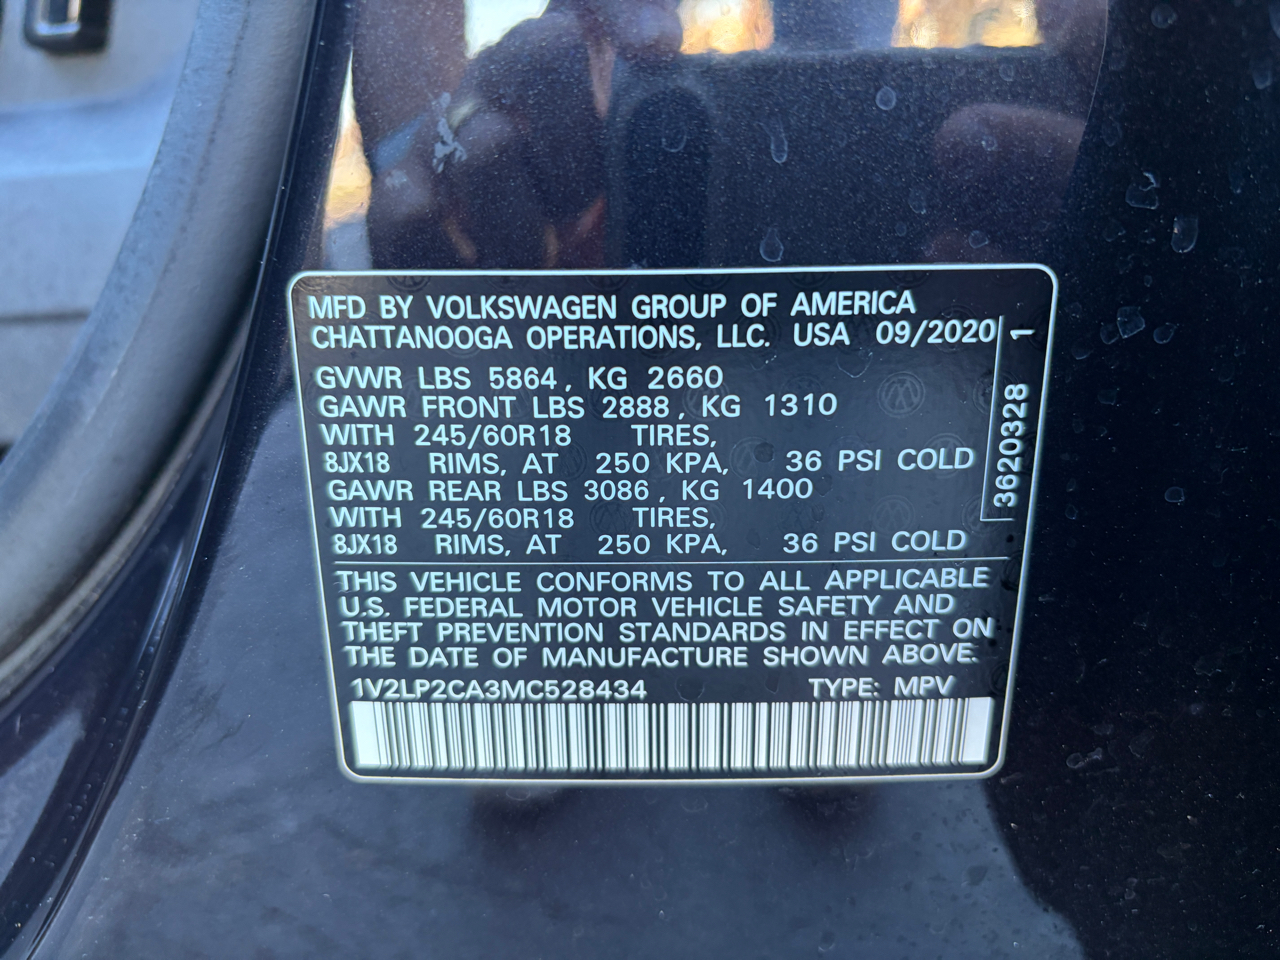 MFD BY VOLKSWAGEN GROUP OF AMERICA
CHATTANOOGA OPERATIONS, LLC. USA 09/2020
GVWR LBS 5864, KG 2660
GAWR FRONT LBS 2888, KG 1310
WITH 245/60R18 TIRES,
8JX18 RIMS, AT 250 KPA, 36 PSI COLD
GAWR REAR LBS 3086, KG 1400
WITH 245/60R18 TIRES,
8JX18 RIMS, AT 250 KPA, 36 PSI COLD
3620328 1
THIS VEHICLE CONFORMS TO ALL APPLICABLE
U.S. FEDERAL MOTOR VEHICLE SAFETY AND
THEFT PREVENTION STANDARDS IN EFFECT ON
THE DATE OF MANUFACTURE SHOWN ABOVE.
1V2LP2CA3MC528434 TYPE: MPV